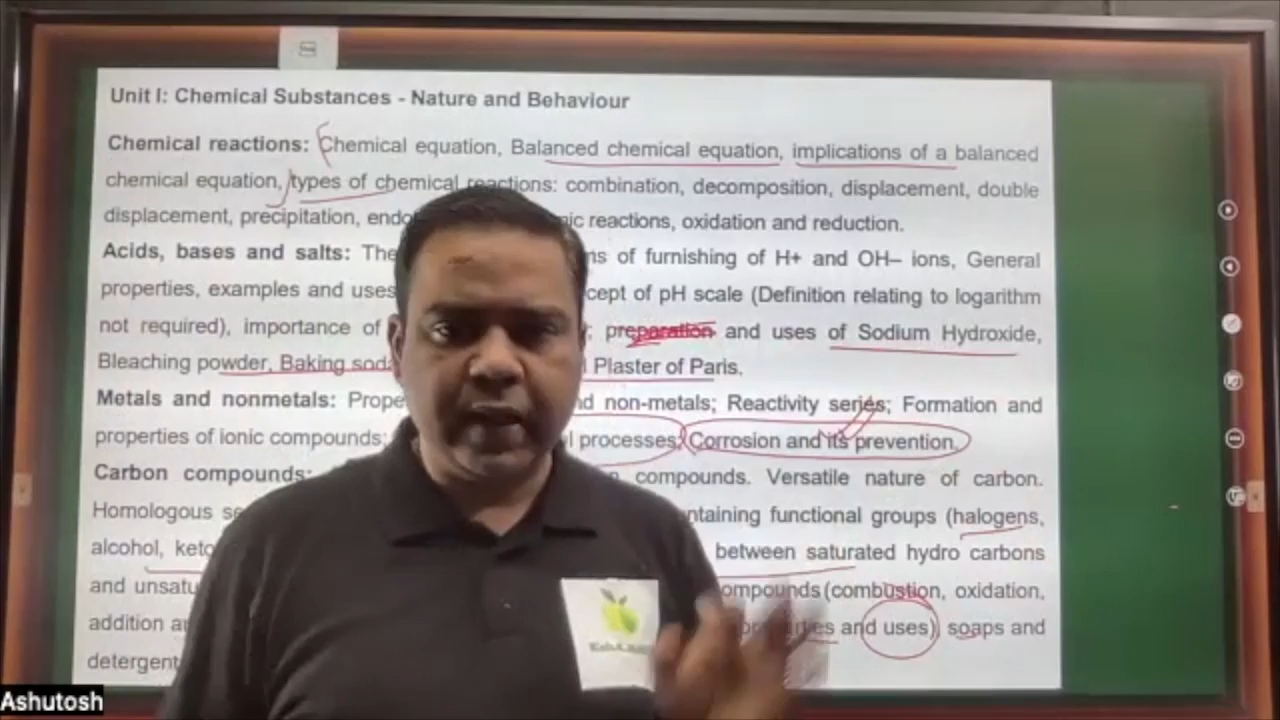 Unit I: Chemical Substances - Nature and Behaviour
Chemical reactions: Chemical equation, Balanced chemical equation, implications of a balanced
chemical equation, types of chemical reactions: combination, decomposition, displacement, double
displacement, precipitation, endo ic reactions, oxidation and reduction.
Acids, bases and salts: The ms of furnishing of H+ and OH– ions, General
properties, examples and uses cept of pH scale (Definition relating to logarithm
not required), importance of ; preparation and uses of Sodium Hydroxide,
Bleaching powder, Baking soda Plaster of Paris.
Metals and nonmetals: Prope nd non-metals; Reactivity series; Formation and
properties of ionic compounds; l processes; Corrosion and its prevention.
Carbon compounds: compounds. Versatile nature of carbon.
Homologous se ntaining functional groups (halogens,
alcohol, keto between saturated hydro carbons
and unsatu ompounds (combustion, oxidation,
addition a and uses), soaps and
detergent
Ashutosh